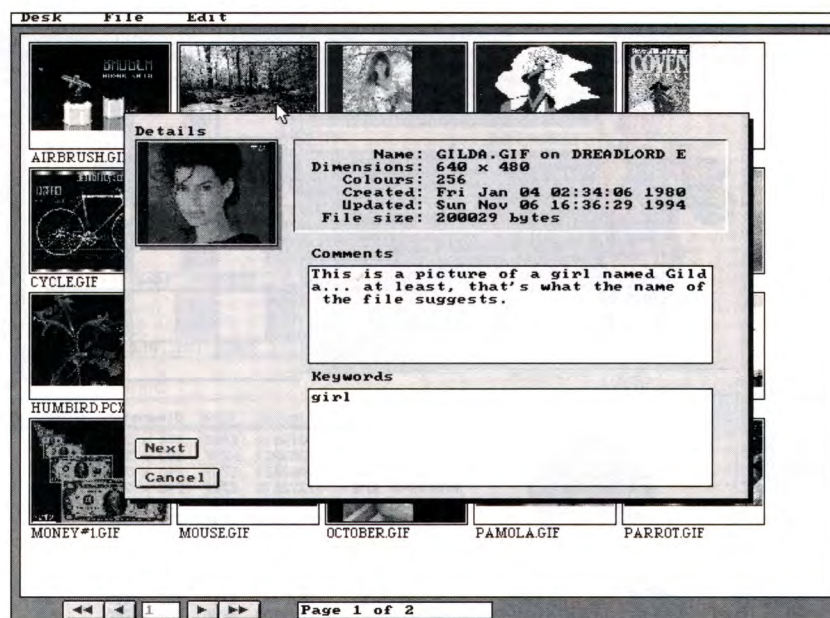 Desk File Edit
COVEN
Details
Name: GILDA.GIF on DREADLORD E
Dimensions: 640 x 480
Colours: 256
Created: Fri Jan 04 02:34:06 1980
Updated: Sun Nov 06 16:36:29 1994
File size: 200029 bytes
Comments
This is a picture of a girl named Gild
a... at least, that's what the name of
the file suggests.
Keywords
girl
Next
Cancel
AIRBRUSH.GI
CYCLE.GIF
HUMBIRD.PCX
MONEY#1.GIF MOUSE.GIF OCTOBER.GIF PAMOLA.GIF PARROT.GIF
1 Page 1 of 2